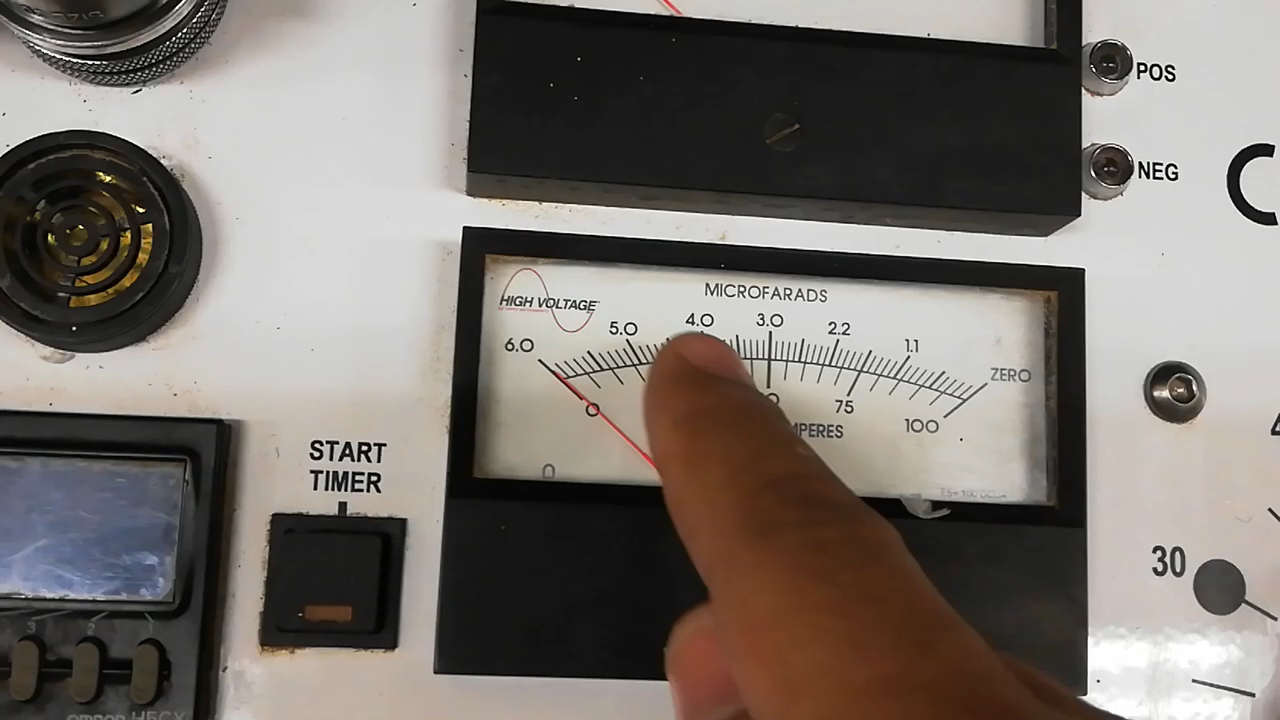 POS
NEG
MICROFARADS
HIGH VOLTAGE
6.0 5.0 4.0 3.0 2.2 1.1 ZERO
0 75 100
START
TIMER
30